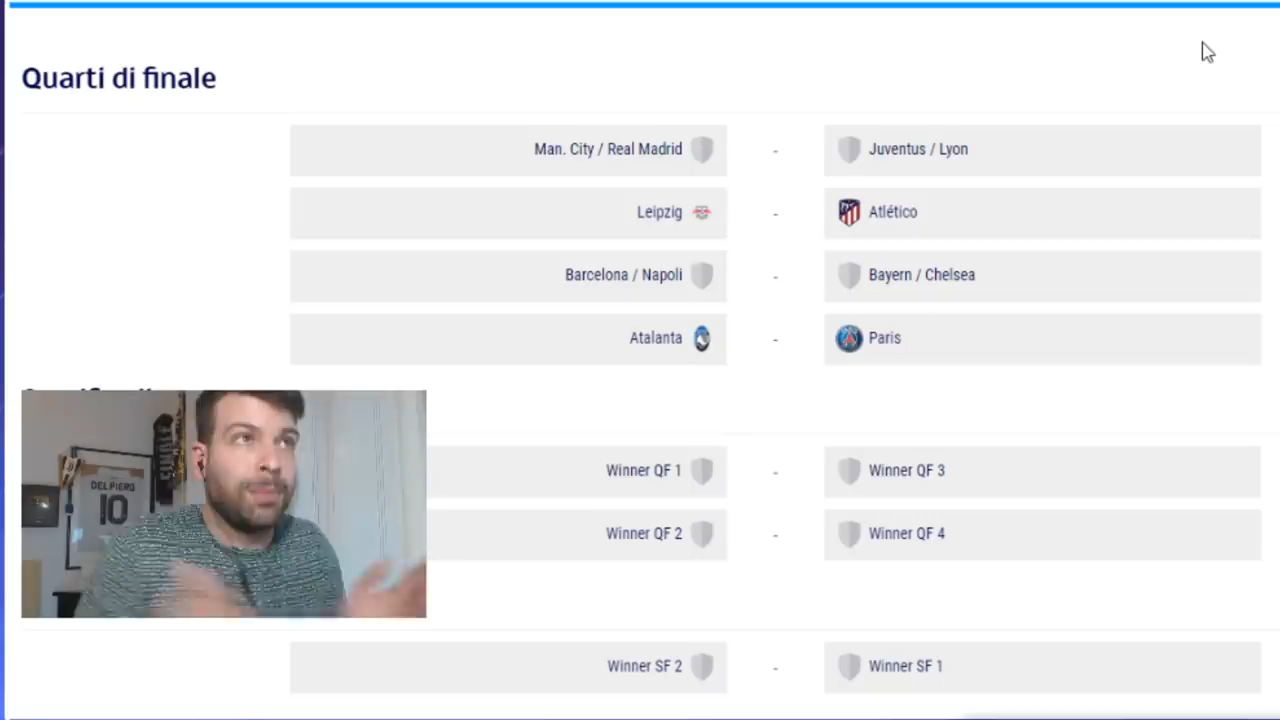 Quarti di finale
Man. City / Real Madrid - Juventus / Lyon
Leipzig - Atlético
Barcelona / Napoli - Bayern / Chelsea
Atalanta - Paris
DEL PIERO
10
Winner QF 1 - Winner QF 3
Winner QF 2 - Winner QF 4
Winner SF 2 - Winner SF 1